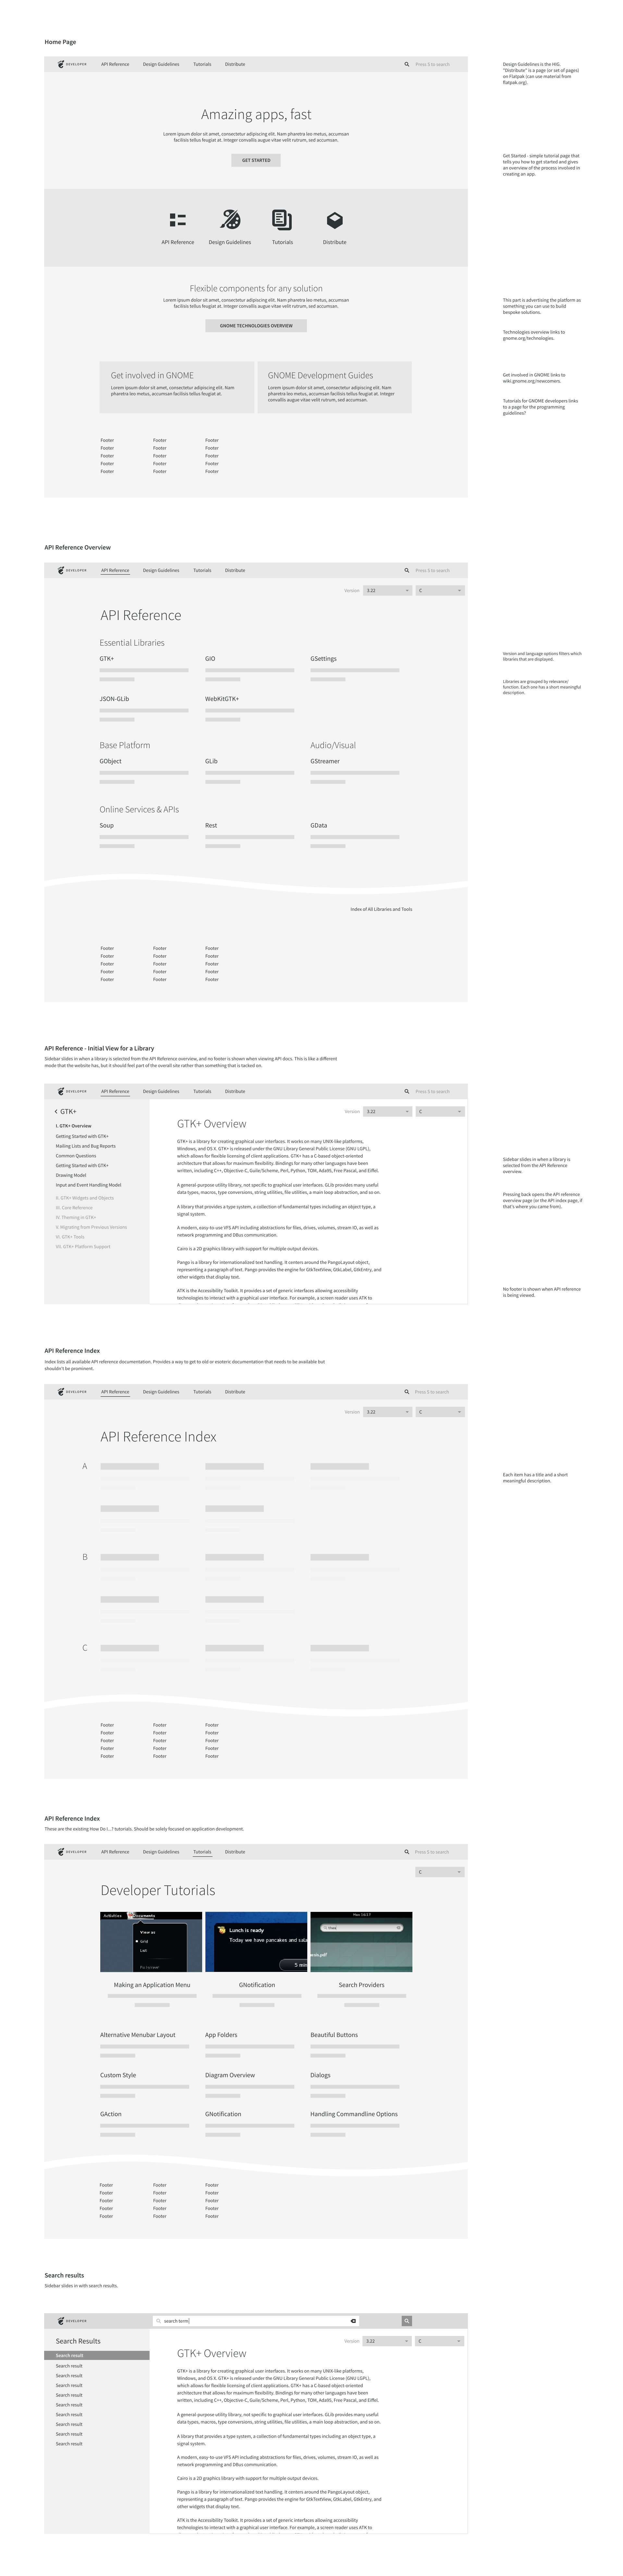 Home Page
DEVELOPER
API Reference
Design Guidelines
Tutorials
Distribute
Press S to search
Design Guidelines is the HIG.
"Distribute" is a page (or set of pages)
on Flatpak (can use material from
flatpak.org).
Amazing apps, fast
Lorem ipsum dolor sit amet, consectetur adipiscing elit. Nam pharetra leo metus, accumsan
facilisis tellus feugiat at. Integer convallis augue vitae velit rutrum, sed accumsan.
GET STARTED
Get Started - simple tutorial page that
tells you how to get started and gives
an overview of the process involved in
creating an app.
API Reference
Design Guidelines
Tutorials
Distribute
Flexible components for any solution
Lorem ipsum dolor sit amet, consectetur adipiscing elit. Nam pharetra leo metus, accumsan
facilisis tellus feugiat at. Integer convallis augue vitae velit rutrum, sed accumsan.
GNOME TECHNOLOGIES OVERVIEW
This part is advertising the platform as
something you can use to build
bespoke solutions.
Technologies overview links to
gnome.org/technologies.
Get involved in GNOME
Lorem ipsum dolor sit amet, consectetur adipiscing elit. Nam
pharetra leo metus, accumsan facilisis tellus feugiat at.
GNOME Development Guides
Lorem ipsum dolor sit amet, consectetur adipiscing elit. Nam
pharetra leo metus, accumsan facilisis tellus feugiat at. Integer
convallis augue vitae velit rutrum, sed accumsan.
Get involved in GNOME links to
wiki.gnome.org/newcomers.
Tutorials for GNOME developers links
to a page for the programming
guidelines?
Footer Footer Footer
Footer Footer Footer
Footer Footer Footer
Footer Footer Footer
Footer Footer Footer
API Reference Overview
DEVELOPER
API Reference
Design Guidelines
Tutorials
Distribute
Press S to search
Version
3.22
C
API Reference
Essential Libraries
GTK+
GIO
GSettings
JSON-GLib
WebKitGTK+
Version and language options filters which
libraries that are displayed.
Libraries are grouped by relevance/
function. Each one has a short meaningful
description.
Base Platform
Audio/Visual
GObject
GLib
GStreamer
Online Services & APIs
Soup
Rest
GData
Index of All Libraries and Tools
Footer Footer Footer
Footer Footer Footer
Footer Footer Footer
Footer Footer Footer
Footer Footer Footer
API Reference - Initial View for a Library
Sidebar slides in when a library is selected from the API Reference overview, and no footer is shown when viewing API docs. This is like a different
mode that the website has, but it should feel part of the overall site rather than something that is tacked on.
DEVELOPER
API Reference
Design Guidelines
Tutorials
Distribute
Press S to search
GTK+
I. GTK+ Overview
Getting Started with GTK+
Mailing Lists and Bug Reports
Common Questions
Getting Started with GTK+
Drawing Model
Input and Event Handling Model
II. GTK+ Widgets and Objects
III. Core Reference
IV. Theming in GTK+
V. Migrating from Previous Versions
VI. GTK+ Tools
VII. GTK+ Platform Support
Version
3.22
C
GTK+ Overview
GTK+ is a library for creating graphical user interfaces. It works on many UNIX-like platforms,
Windows, and OS X. GTK+ is released under the GNU Library General Public License (GNU LGPL),
which allows for flexible licensing of client applications. GTK+ has a C-based object-oriented
architecture that allows for maximum flexibility. Bindings for many other languages have been
written, including C++, Objective-C, Guile/Scheme, Perl, Python, TOM, Ada95, Free Pascal, and Eiffel.
A general-purpose utility library, not specific to graphical user interfaces. GLib provides many useful
data types, macros, type conversions, string utilities, file utilities, a main loop abstraction, and so on.
A library that provides a type system, a collection of fundamental types including an object type, a
signal system.
A modern, easy-to-use VFS API including abstractions for files, drives, volumes, stream IO, as well as
network programming and DBus communication.
Cairo is a 2D graphics library with support for multiple output devices.
Pango is a library for internationalized text handling. It centers around the PangoLayout object,
representing a paragraph of text. Pango provides the engine for GtkTextView, GtkLabel, GtkEntry, and
other widgets that display text.
ATK is the Accessibility Toolkit. It provides a set of generic interfaces allowing accessibility
technologies to interact with a graphical user interface. For example, a screen reader uses ATK to
Sidebar slides in when a library is
selected from the API Reference
overview.
Pressing back opens the API reference
overview page (or the API index page, if
that's where you came from).
No footer is shown when API reference
is being viewed.
API Reference Index
Index lists all available API reference documentation. Provides a way to get to old or esoteric documentation that needs to be available but
shouldn't be prominent.
DEVELOPER
API Reference
Design Guidelines
Tutorials
Distribute
Press S to search
Version
3.22
C
API Reference Index
A
B
C
Each item has a title and a short
meaningful description.
Footer Footer Footer
Footer Footer Footer
Footer Footer Footer
Footer Footer Footer
Footer Footer Footer
API Reference Index
These are the existing How Do I...? tutorials. Should be solely focused on application development.
DEVELOPER
API Reference
Design Guidelines
Tutorials
Distribute
Press S to search
C
Developer Tutorials
Activities
Documents
View as
Grid
List
Fullscreen
Lunch is ready
Today we have pancakes and sala
5 min
Making an Application Menu
GNotification
Search Providers
Alternative Menubar Layout
App Folders
Beautiful Buttons
Custom Style
Diagram Overview
Dialogs
GAction
GNotification
Handling Commandline Options
Footer Footer Footer
Footer Footer Footer
Footer Footer Footer
Footer Footer Footer
Footer Footer Footer
Search results
Sidebar slides in with search results.
DEVELOPER
search term
Search Results
Search result
Search result
Search result
Search result
Search result
Search result
Search result
Search result
Search result
Search result
Version
3.22
C
GTK+ Overview
GTK+ is a library for creating graphical user interfaces. It works on many UNIX-like platforms,
Windows, and OS X. GTK+ is released under the GNU Library General Public License (GNU LGPL),
which allows for flexible licensing of client applications. GTK+ has a C-based object-oriented
architecture that allows for maximum flexibility. Bindings for many other languages have been
written, including C++, Objective-C, Guile/Scheme, Perl, Python, TOM, Ada95, Free Pascal, and Eiffel.
A general-purpose utility library, not specific to graphical user interfaces. GLib provides many useful
data types, macros, type conversions, string utilities, file utilities, a main loop abstraction, and so on.
A library that provides a type system, a collection of fundamental types including an object type, a
signal system.
A modern, easy-to-use VFS API including abstractions for files, drives, volumes, stream IO, as well as
network programming and DBus communication.
Cairo is a 2D graphics library with support for multiple output devices.
Pango is a library for internationalized text handling. It centers around the PangoLayout object,
representing a paragraph of text. Pango provides the engine for GtkTextView, GtkLabel, GtkEntry, and
other widgets that display text.
ATK is the Accessibility Toolkit. It provides a set of generic interfaces allowing accessibility
technologies to interact with a graphical user interface. For example, a screen reader uses ATK to